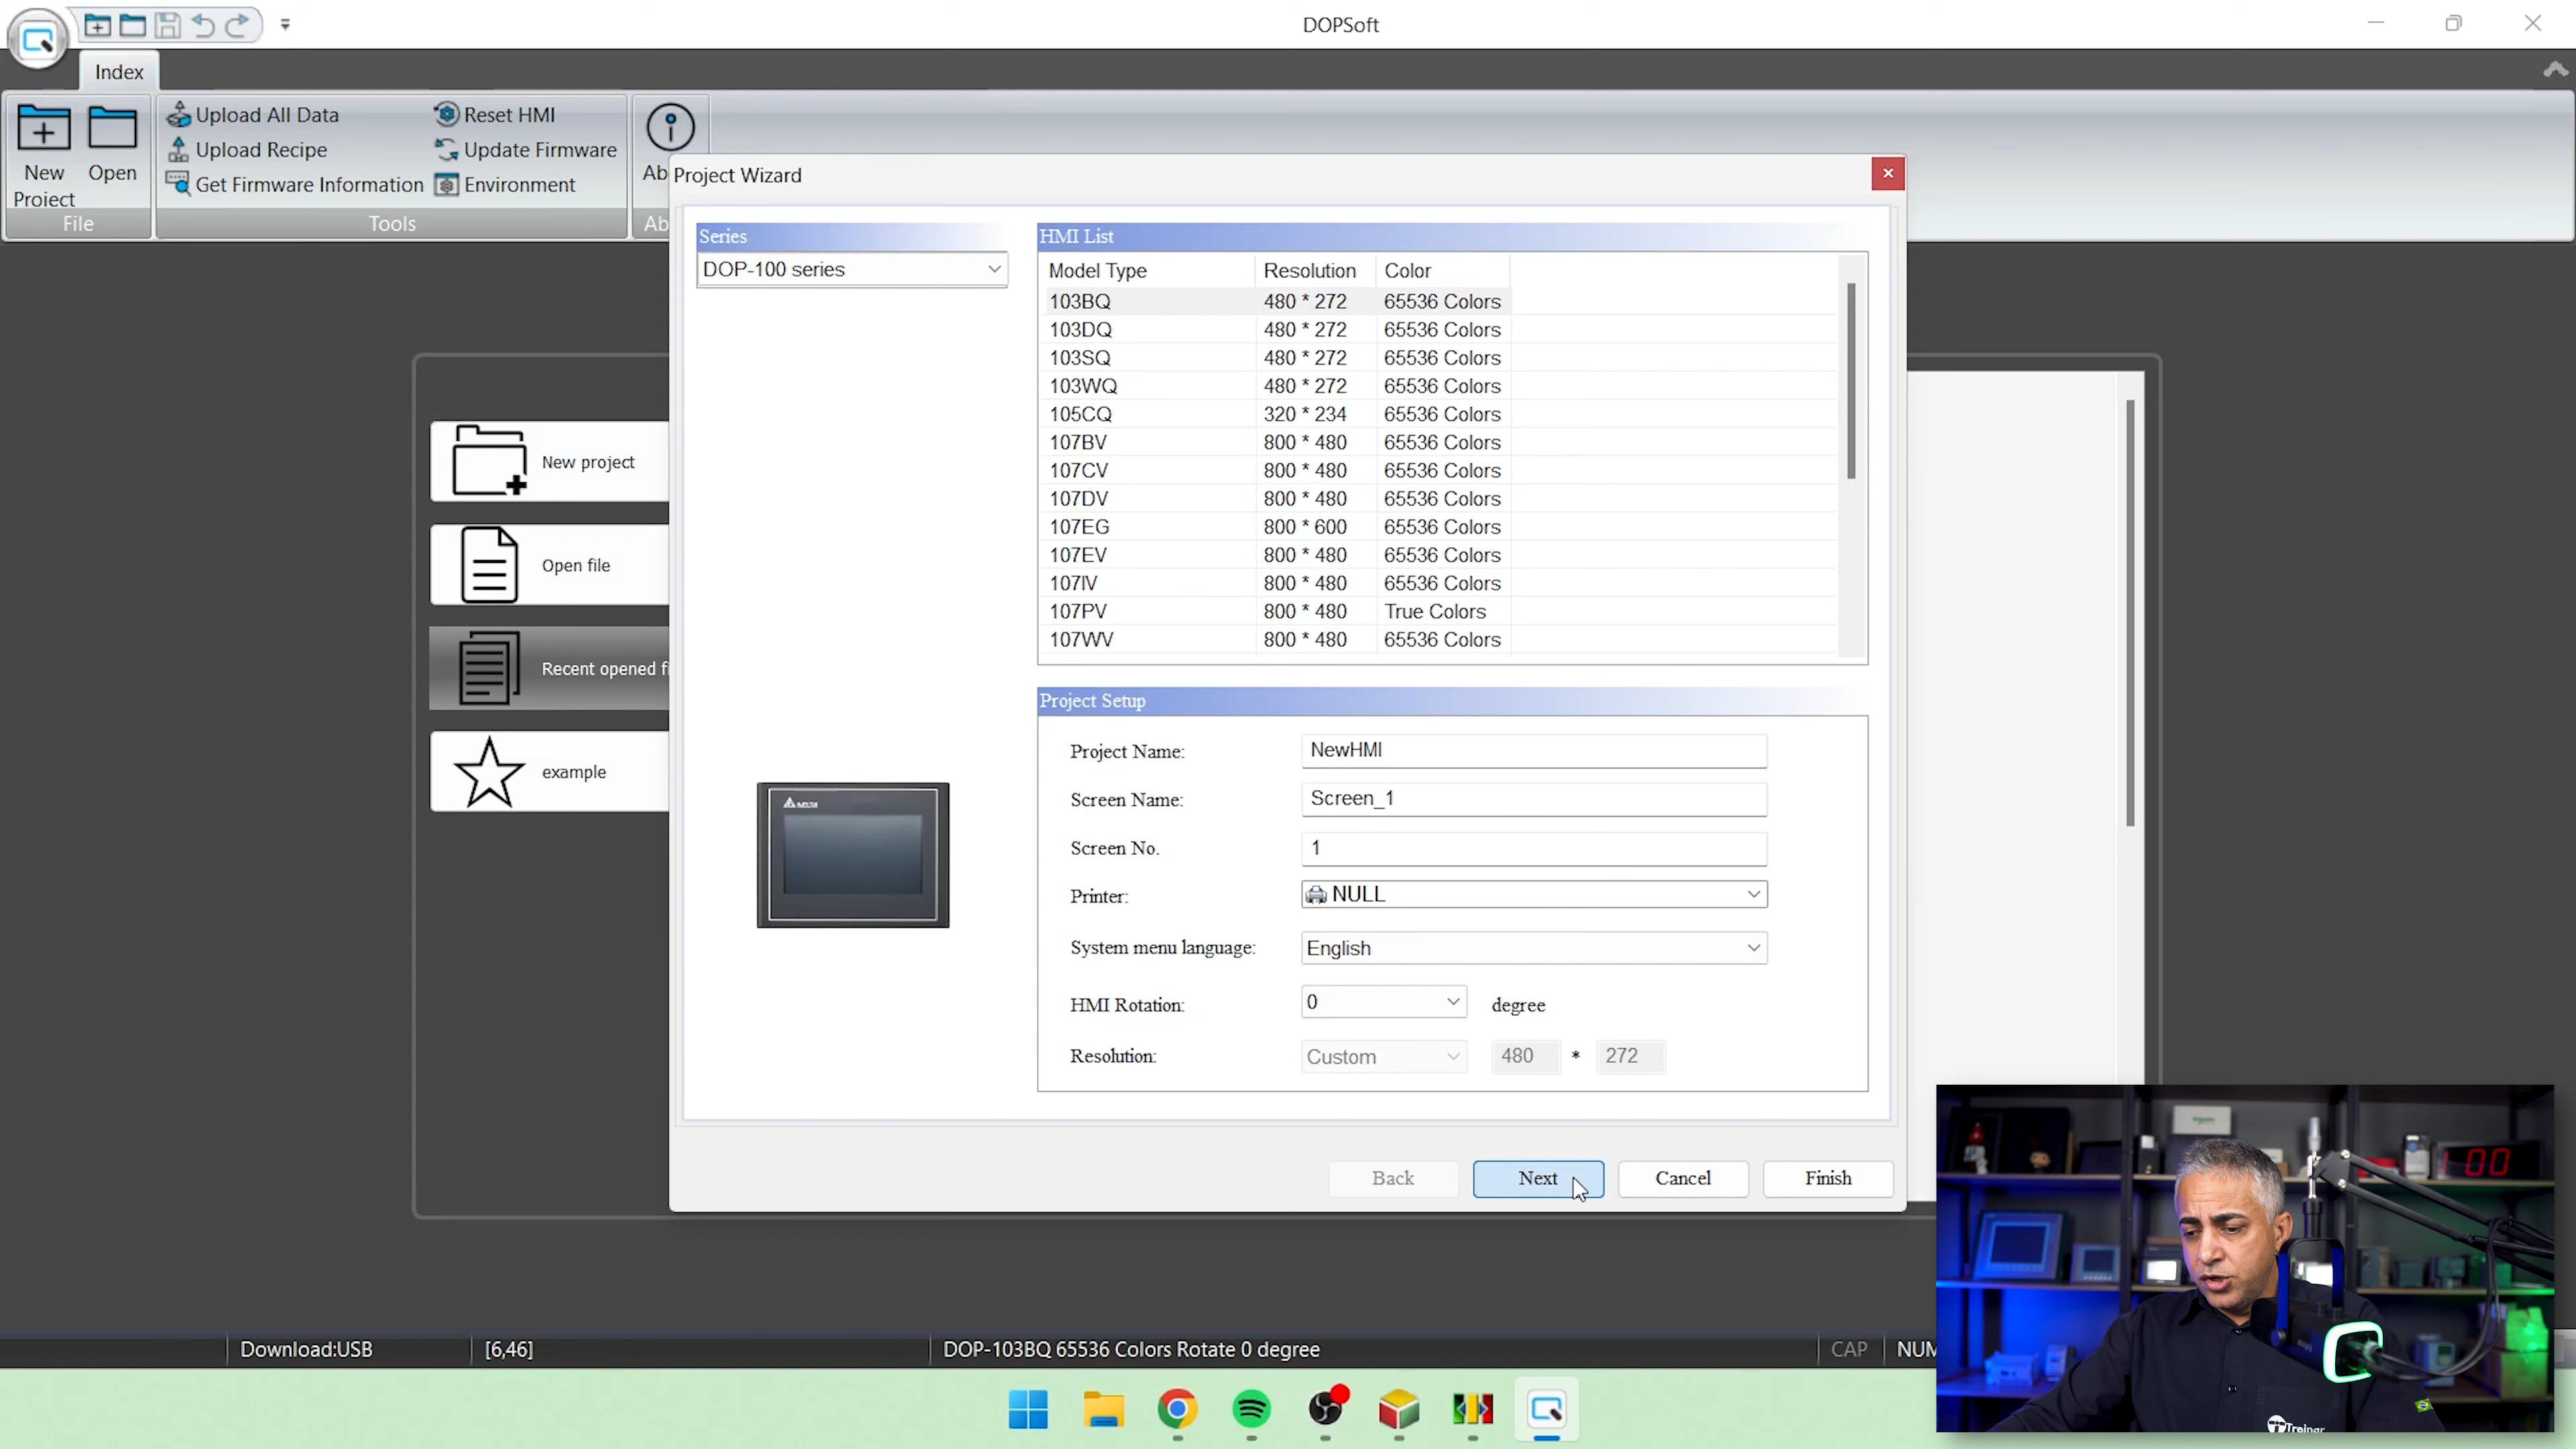 DOPSoft
Index
Upload All Data
Reset HMI
Upload Recipe
Update Firmware
New
Project
Open
Get Firmware Information
Environment
File
Tools
Project Wizard
Series
DOP-100 series
HMI List
Model Type Resolution Color
103BQ 480 * 272 65536 Colors
103DQ 480 * 272 65536 Colors
103SQ 480 * 272 65536 Colors
103WQ 480 * 272 65536 Colors
105CQ 320 * 234 65536 Colors
107BV 800 * 480 65536 Colors
107CV 800 * 480 65536 Colors
107DV 800 * 480 65536 Colors
107EG 800 * 600 65536 Colors
107EV 800 * 480 65536 Colors
107IV 800 * 480 65536 Colors
107PV 800 * 480 True Colors
107WV 800 * 480 65536 Colors
New project
Open file
Recent opened fi
example
DELTA
Project Setup
Project Name: NewHMI
Screen Name: Screen_1
Screen No. 1
Printer: NULL
System menu language: English
HMI Rotation: 0 degree
Resolution: Custom 480 * 272
Back Next Cancel Finish
Download:USB
[6,46]
DOP-103BQ 65536 Colors Rotate 0 degree
CAP
NUM